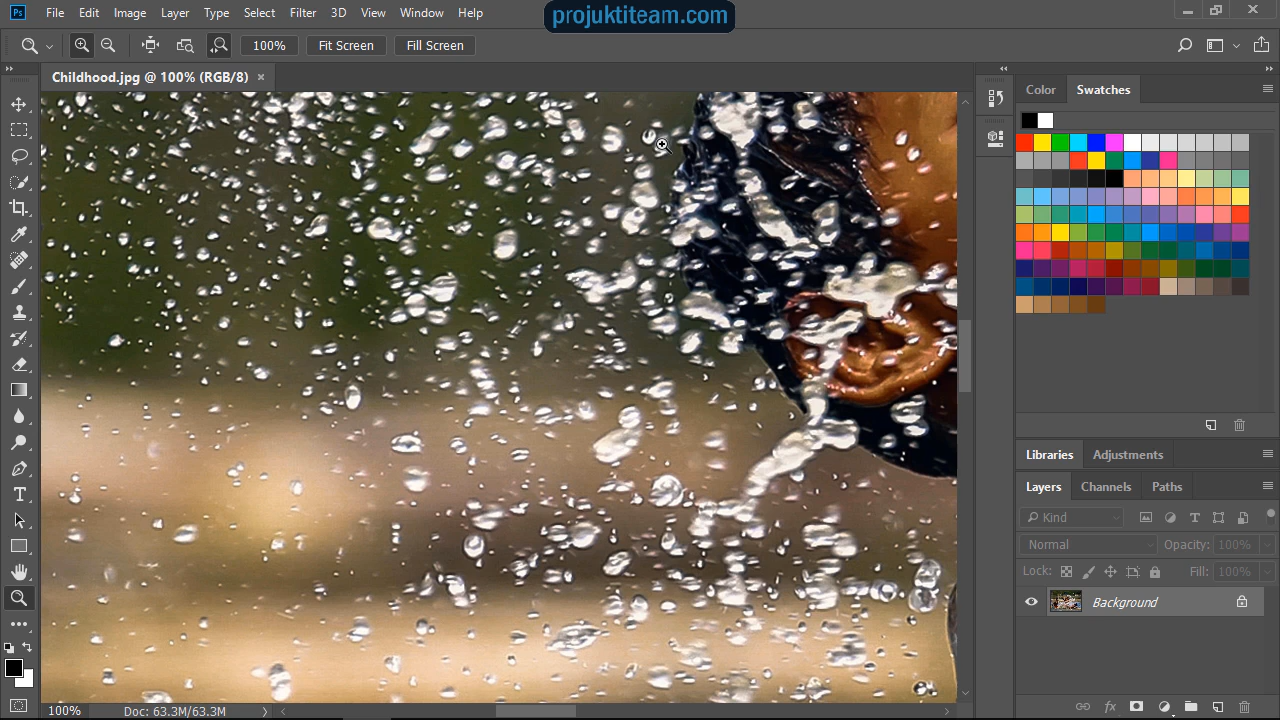 Ps File Edit Image Layer Type Select Filter 3D View Window Help
projuktiteam.com
100% Fit Screen Fill Screen
Childhood.jpg @ 100% (RGB/8) ×
Color Swatches
Libraries Adjustments
Layers Channels Paths
Kind
Normal Opacity: 100%
Lock: Fill: 100%
Background
fx
100% Doc: 63.3M/63.3M